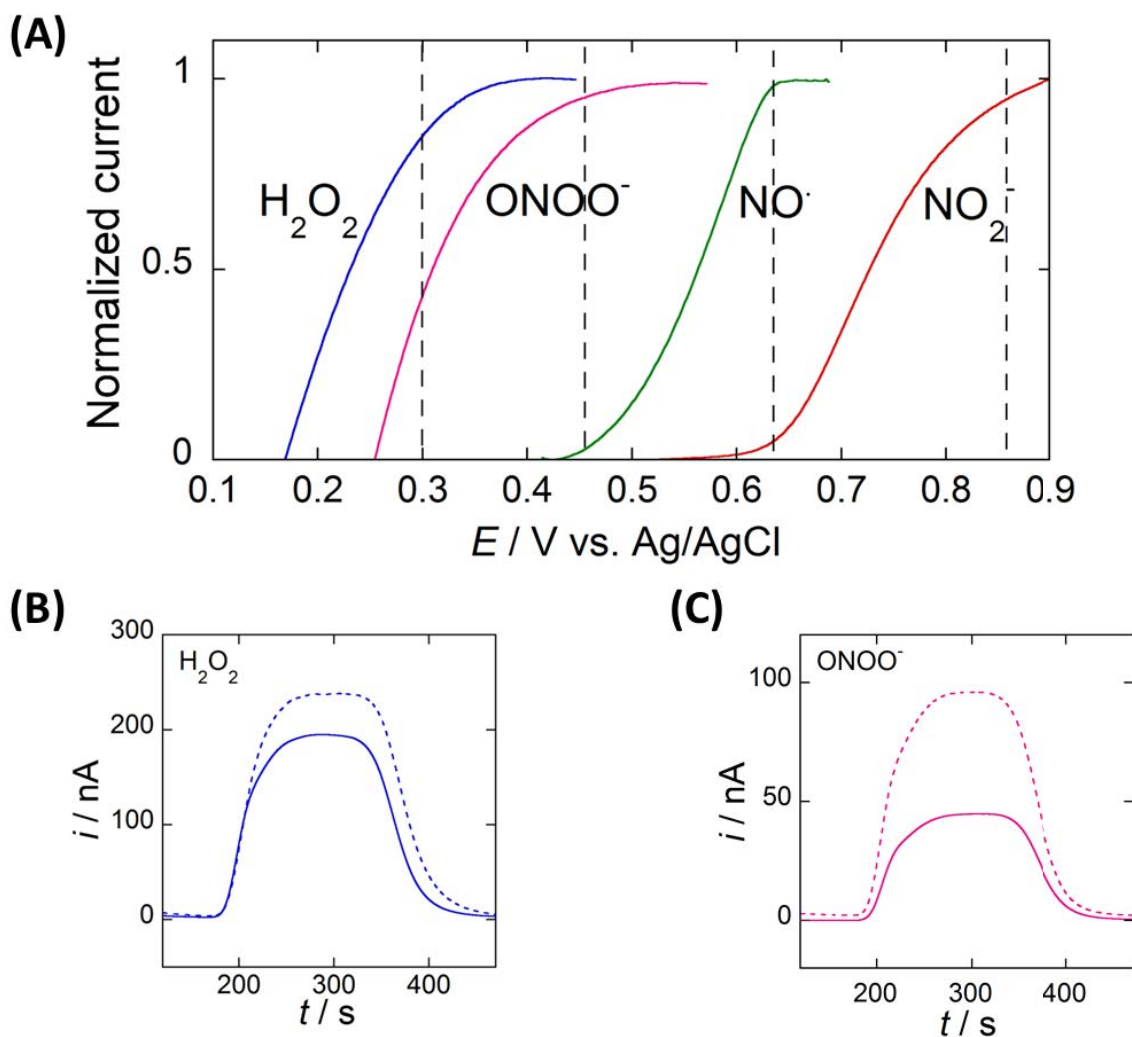 (A)
Normalized current
1
0.5
0
H₂O₂
ONOO⁻
NO·
NO₂⁻
0.1 0.2 0.3 0.4 0.5 0.6 0.7 0.8 0.9
E / V vs. Ag/AgCl
(B)
i / nA
300
200
100
0
H₂O₂
200 300 400
t / s
(C)
i / nA
100
50
0
ONOO⁻
200 300 400
t / s